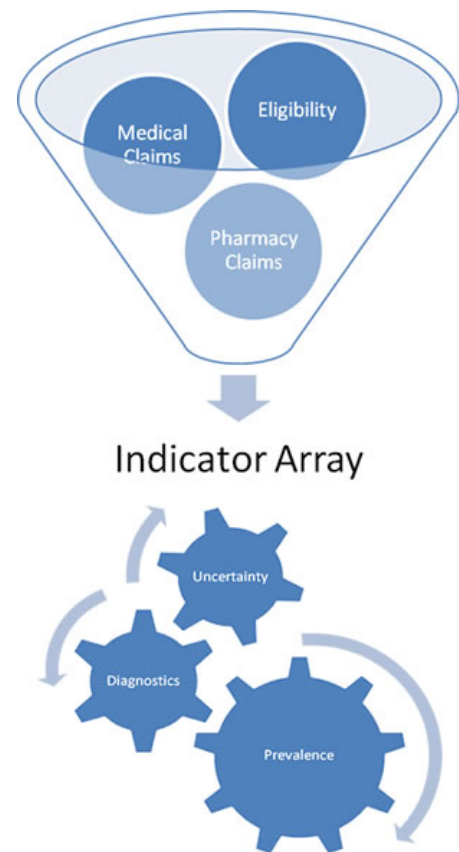 Medical
Claims
Eligibility
Pharmacy
Claims
Indicator Array
Uncertainty
Diagnostics
Prevalence